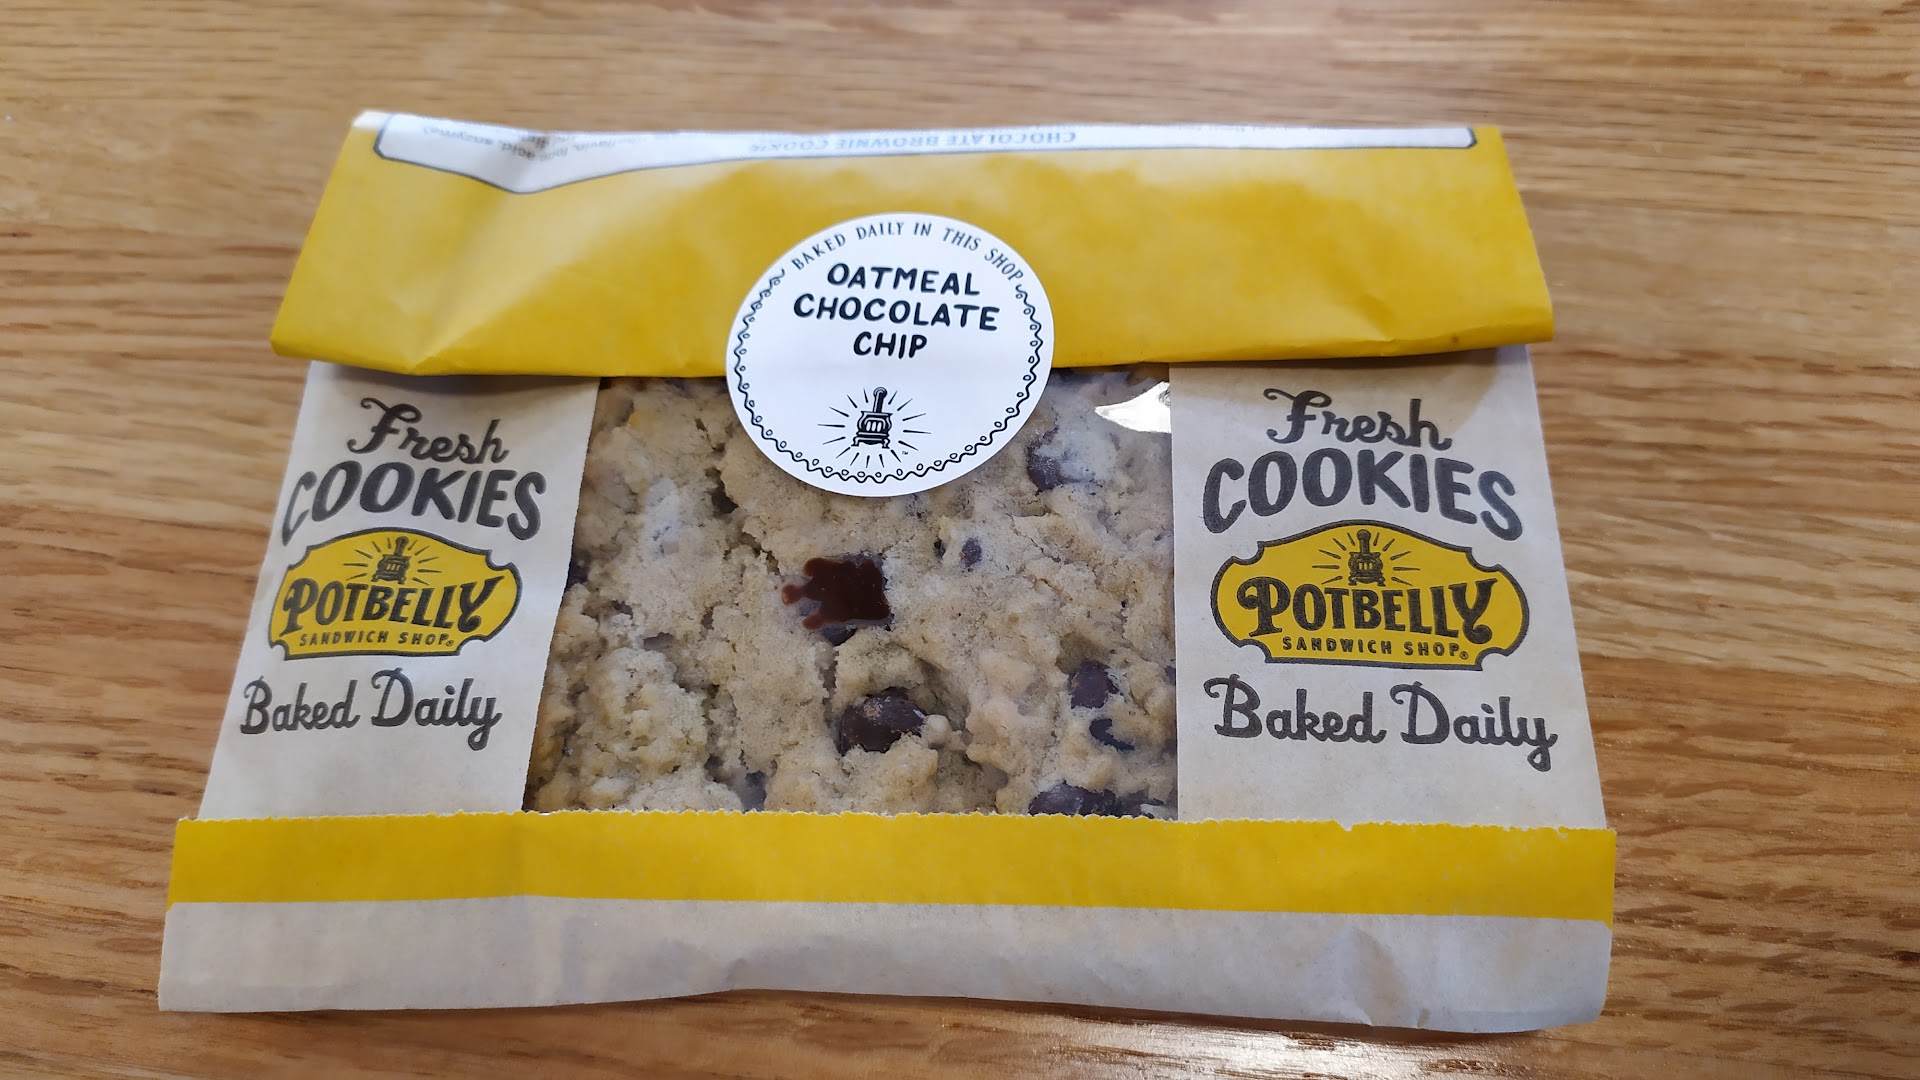 CHOCOLATE BROWNIE COOKIE
BAKED DAILY IN THIS SHOP
OATMEAL
CHOCOLATE
CHIP
Fresh
COOKIES
POTBELLY
SANDWICH SHOP®
Baked Daily
Fresh
COOKIES
POTBELLY
SANDWICH SHOP®
Baked Daily